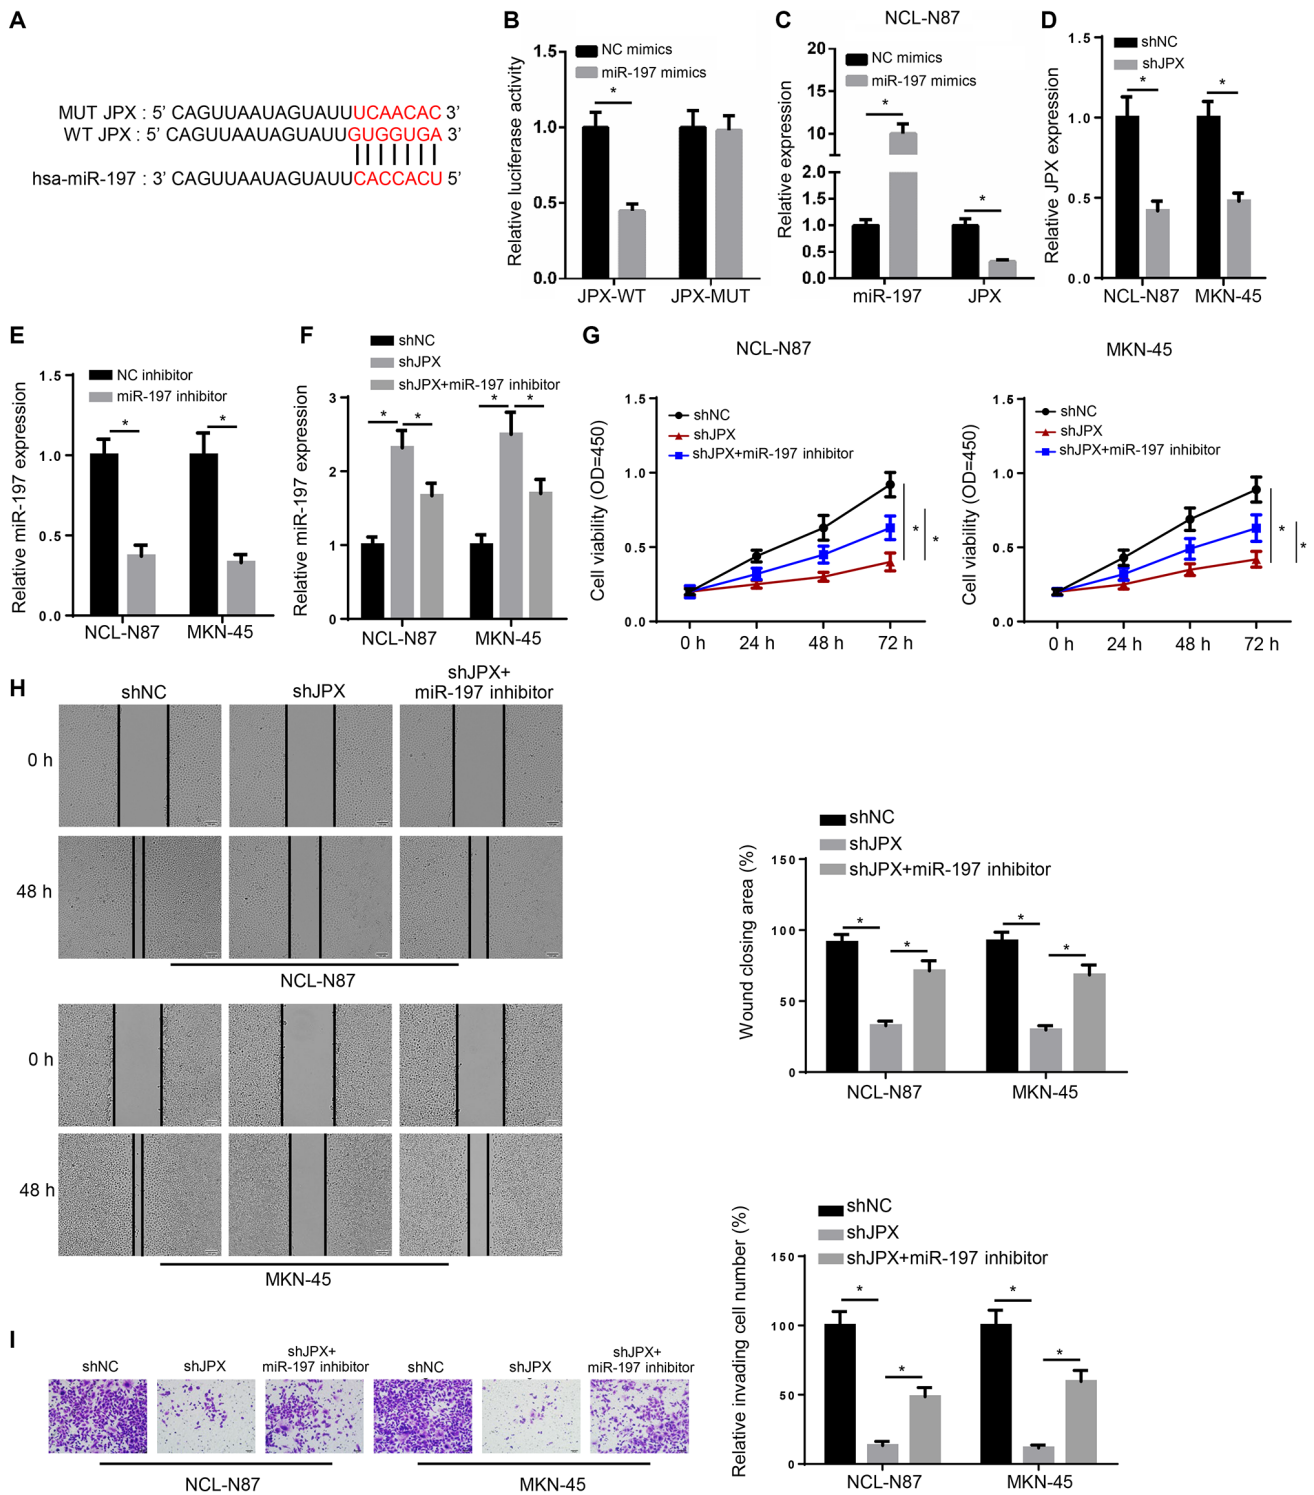 A
MUT JPX : 5’ CAGUUAAUAGUAUUUCAACAC 3’
WT JPX : 5’ CAGUUAAUAGUAUUGUGGUGA 3’
hsa-miR-197 : 3’ CAGUUAAUAGUAUUCACCACU 5’
B
NC mimics
miR-197 mimics
Relative luciferase activity
1.5
1.0
0.5
0.0
*
JPX-WT
JPX-MUT
C
NCL-N87
NC mimics
miR-197 mimics
Relative expression
20
15
10
2.0
1.5
1.0
0.5
0.0
*
*
miR-197
JPX
D
shNC
shJPX
Relative JPX expression
1.5
1.0
0.5
0.0
*
*
NCL-N87
MKN-45
E
NC inhibitor
miR-197 inhibitor
Relative miR-197 expression
1.5
1.0
0.5
0.0
*
*
NCL-N87
MKN-45
F
shNC
shJPX
shJPX+miR-197 inhibitor
Relative miR-197 expression
3
2
1
0
*
*
*
*
NCL-N87
MKN-45
G
NCL-N87
shNC
shJPX
shJPX+miR-197 inhibitor
Cell viability (OD=450)
1.5
1.0
0.5
0.0
*
*
0 h
24 h
48 h
72 h
MKN-45
shNC
shJPX
shJPX+miR-197 inhibitor
Cell viability (OD=450)
1.5
1.0
0.5
0.0
*
*
0 h
24 h
48 h
72 h
H
shNC
shJPX
shJPX+
miR-197 inhibitor
0 h
48 h
NCL-N87
0 h
48 h
MKN-45
shNC
shJPX
shJPX+miR-197 inhibitor
Wound closing area (%)
150
100
50
0
*
*
*
*
NCL-N87
MKN-45
I
shNC
shJPX
shJPX+
miR-197 inhibitor
shNC
shJPX
shJPX+
miR-197 inhibitor
NCL-N87
MKN-45
shNC
shJPX
shJPX+miR-197 inhibitor
Relative invading cell number (%)
150
100
50
0
*
*
*
*
NCL-N87
MKN-45